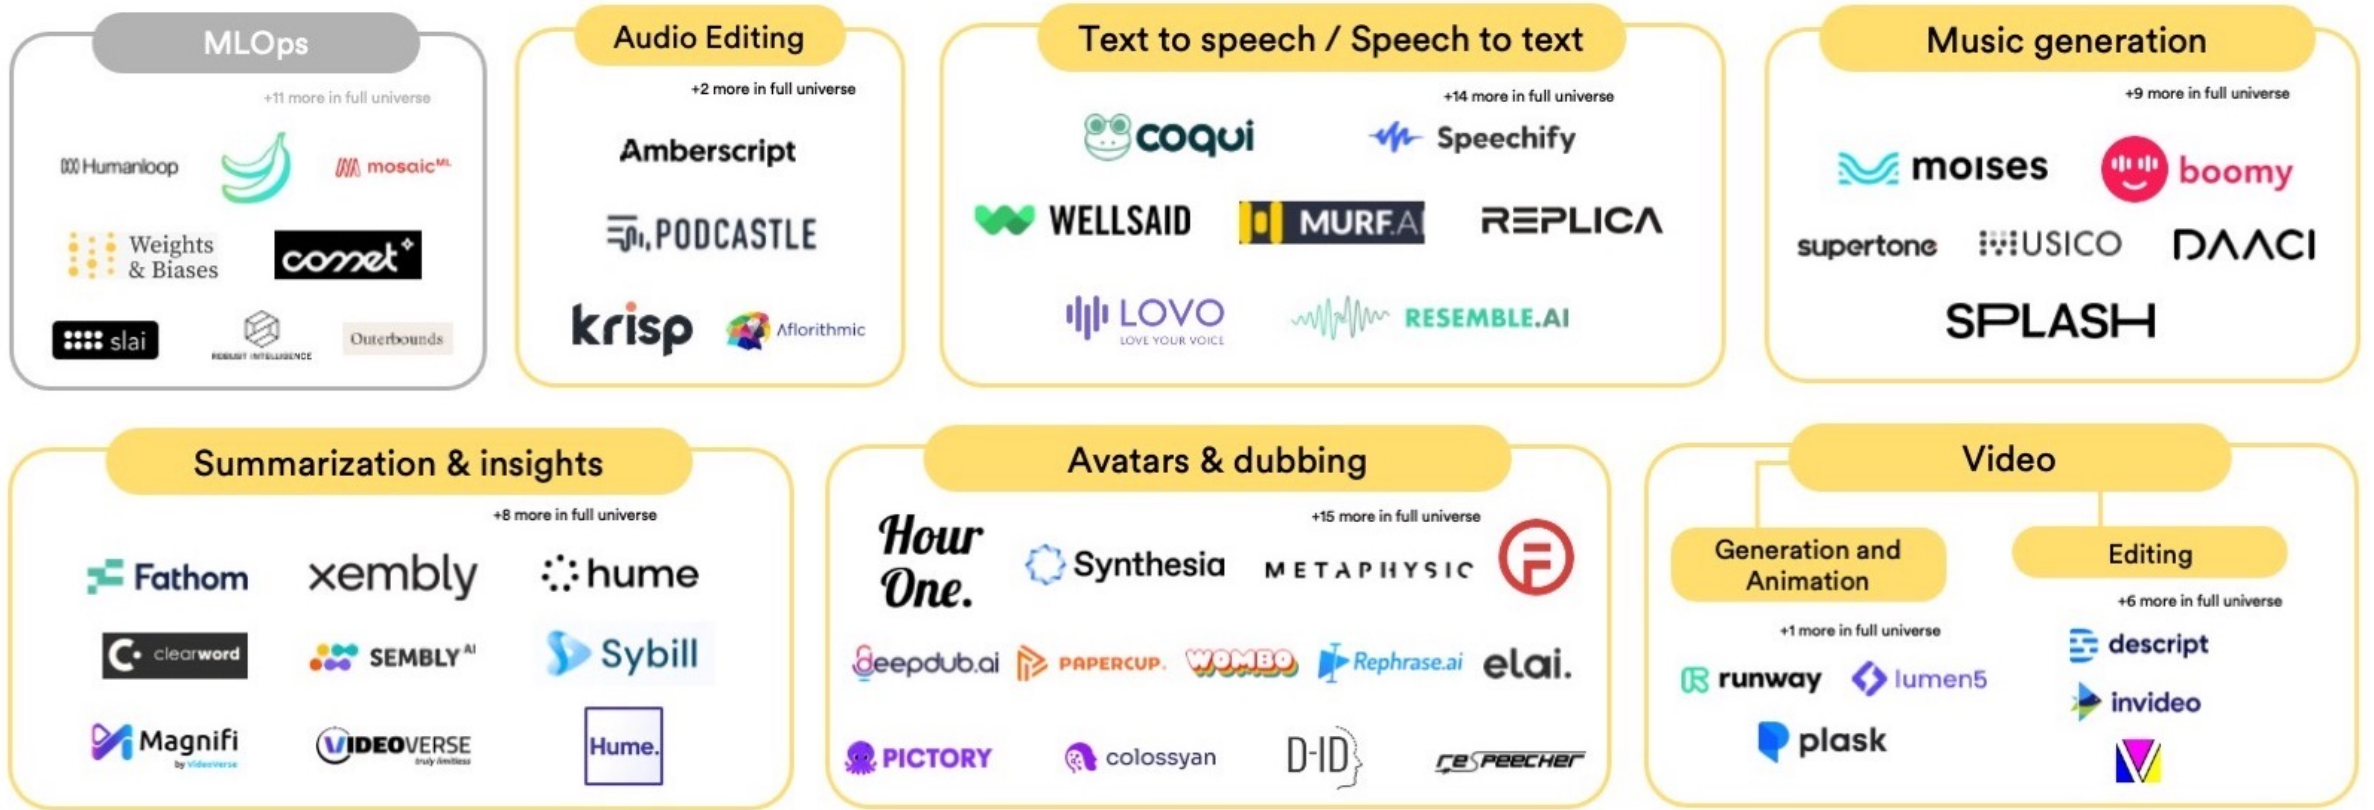 MLOps
+11 more in full universe
Humanloop
mosaicML
Weights
& Biases
comet
slai
ROBUST INTELLIGENCE
Outerbounds
Audio Editing
+2 more in full universe
Amberscript
PODCASTLE
krisp
Aflorithmic
Text to speech / Speech to text
+14 more in full universe
coqui
Speechify
WELLSAID
MURF.AI
REPLICA
LOVO
LOVE YOUR VOICE
RESEMBLE.AI
Music generation
+9 more in full universe
moises
boomy
supertone
MUSICO
DAACI
SPLASH
Summarization & insights
+8 more in full universe
Fathom
xembly
hume
clearword
SEMBLY AI
Sybill
Magnifi
by VideoVerse
VIDEOVERSE
truly limitless
Hume.
Avatars & dubbing
+15 more in full universe
Hour
One.
Synthesia
METAPHYSIC
F
deepdub.ai
PAPERCUP.
WOMBO
Rephrase.ai
elai.
PICTORY
colossyan
D-ID
reSPEECHER
Video
Generation and
Animation
+1 more in full universe
runway
lumen5
plask
Editing
+6 more in full universe
descript
invideo
V